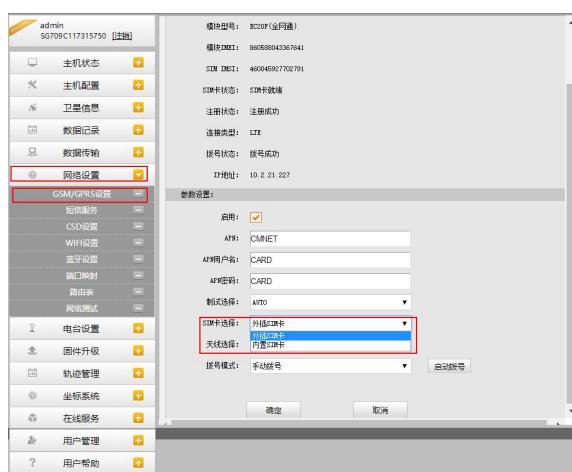 admin
SG709C117315750 [注销]
主机状态
主机配置
卫星信息
数据记录
数据传输
网络设置
GSM/GPRS设置
短信服务
CSD设置
WIFI设置
蓝牙设置
端口映射
路由表
网络测试
电台设置
固件升级
轨迹管理
坐标系统
在线服务
用户管理
用户帮助
模块型号: EC20F(全网通)
模块IMEI: 860588043367641
SIM IMSI: 460045927702791
SIM卡状态: SIM卡就绪
注册状态: 注册成功
连接类型: LTE
拨号状态: 拨号成功
IP地址: 10.2.21.227
参数设置:
启用:
APN: CMNET
APN用户名: CARD
APN密码: CARD
制式选择: AUTO
SIM卡选择: 外插SIM卡
外插SIM卡
天线选择: 内置SIM卡
拨号模式: 手动拨号 启动拨号
确定 取消